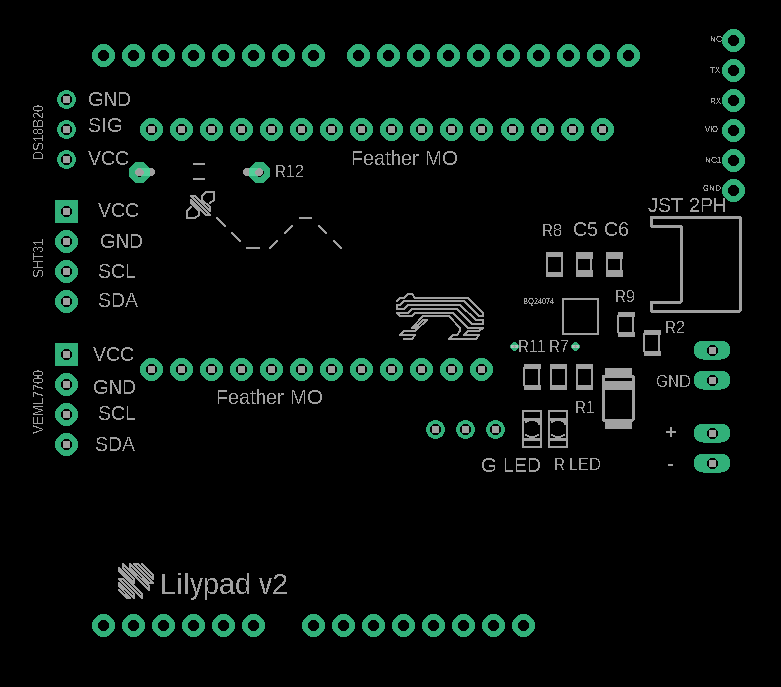 NC
TX
RX
VIO
NC1
GND
DS18B20
GND
SIG
VCC
Feather MO
R12
JST 2PH
SHT31
VCC
GND
SCL
SDA
R8 C5 C6
BQ24074
R9
R2
R11 R7
VEML7700
VCC
GND
SCL
SDA
Feather MO
GND
R1
+
-
G LED R LED
Lilypad v2